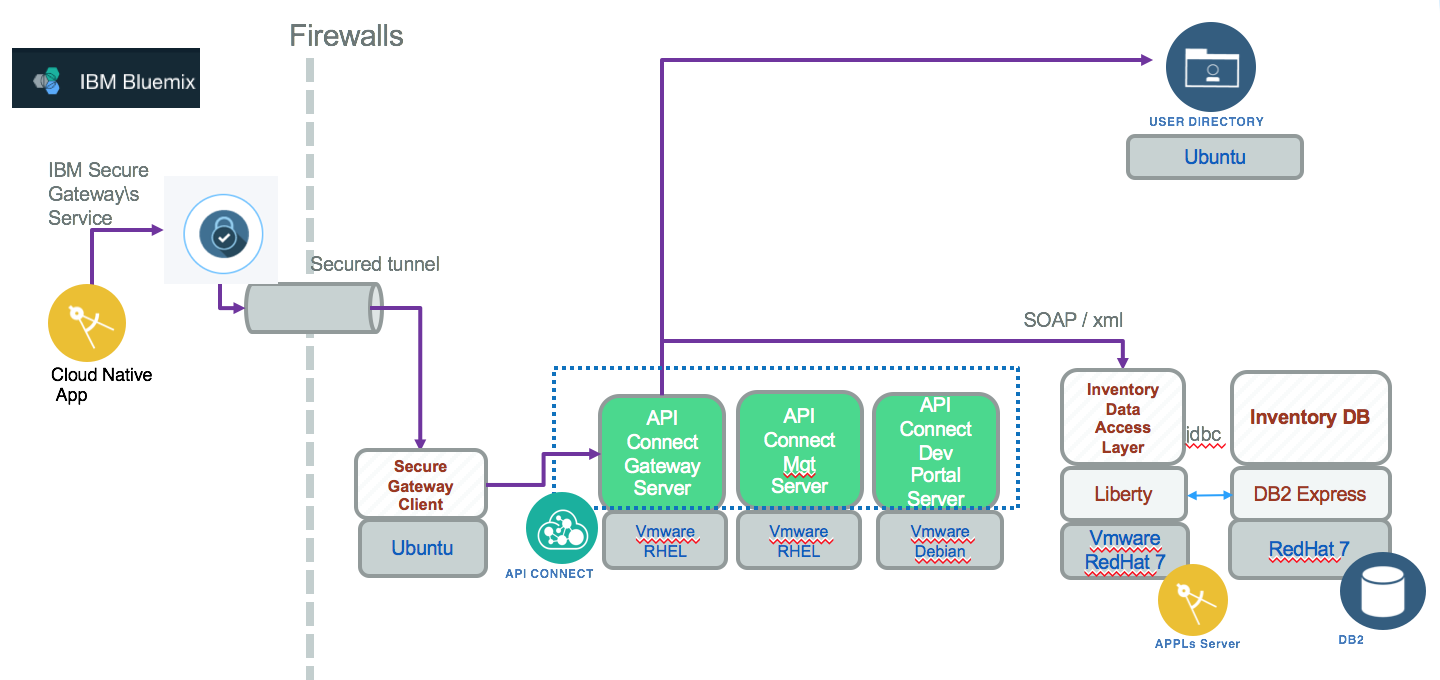 Firewalls
IBM Bluemix
IBM Secure
Gateway\s
Service
Cloud Native
App
Secured tunnel
Secure
Gateway
Client
Ubuntu
API CONNECT
API
Connect
Gateway
Server
Vmware
RHEL
API
Connect
Mgt
Server
Vmware
RHEL
API
Connect
Dev
Portal
Server
Vmware
Debian
USER DIRECTORY
Ubuntu
SOAP / xml
Inventory
Data
Access
Layer
Liberty
Vmware
RedHat 7
APPLs Server
jdbc
Inventory DB
DB2 Express
RedHat 7
DB2